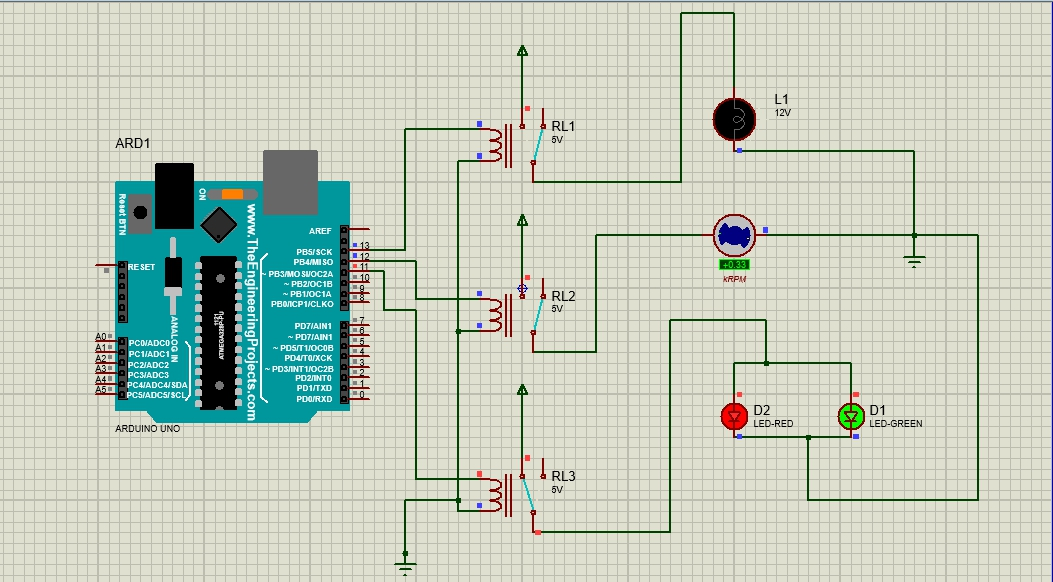 ARD1
ON
Reset BTN
www.TheEngineeringProjects.com
AREF
13
PB5/SCK
12
PB4/MISO
11
~ PB3/MOSI/OC2A
10
~ PB2/OC1B
9
~ PB1/OC1A
8
PB0/ICP1/CLKO
RESET
7
PD7/AIN1
6
~ PD7/AIN1
5
~ PD5/T1/OC0B
4
PD4/T0/XCK
3
~ PD3/INT1/OC2B
2
PD2/INT0
1
PD1/TXD
0
PD0/RXD
ANALOG IN
A0
PC0/ADC0
A1
PC1/ADC1
A2
PC2/ADC2
A3
PC3/ADC3
A4
PC4/ADC4/SDA
A5
PC5/ADC5/SCL
ARDUINO UNO
RL1
5V
L1
12V
RL2
5V
+0.33
kRPM
D2
LED-RED
D1
LED-GREEN
RL3
5V